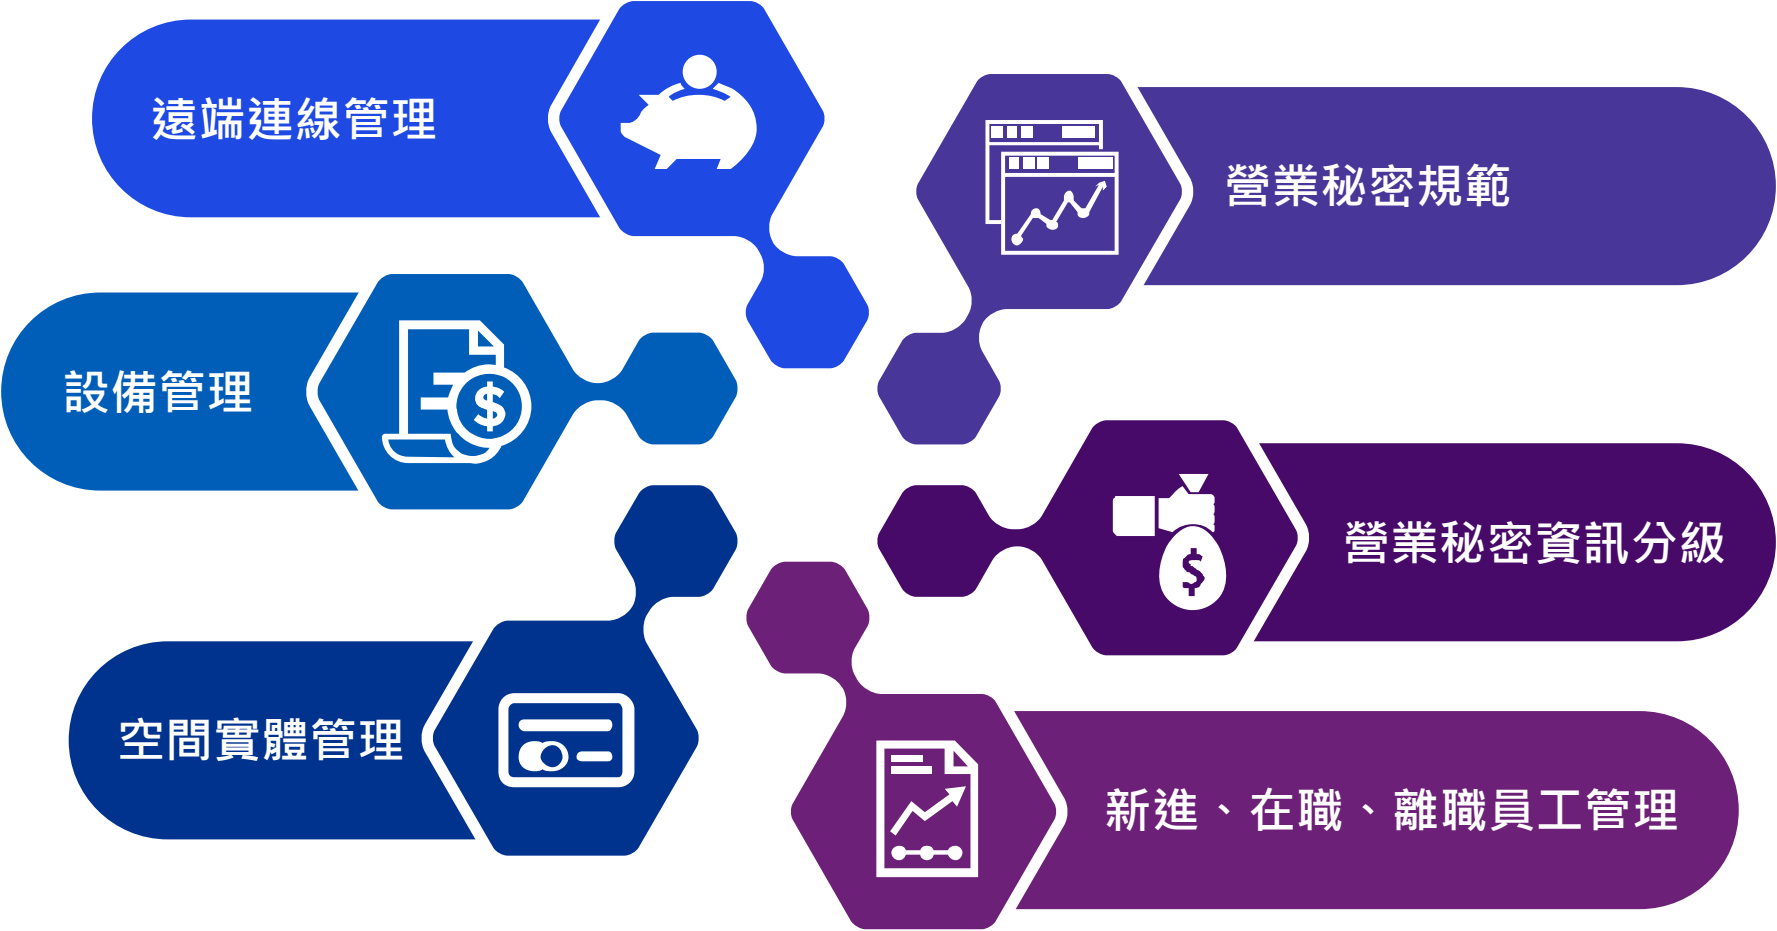 遠端連線管理
營業秘密規範
設備管理
營業秘密資訊分級
空間實體管理
新進、在職、離職員工管理
$
$